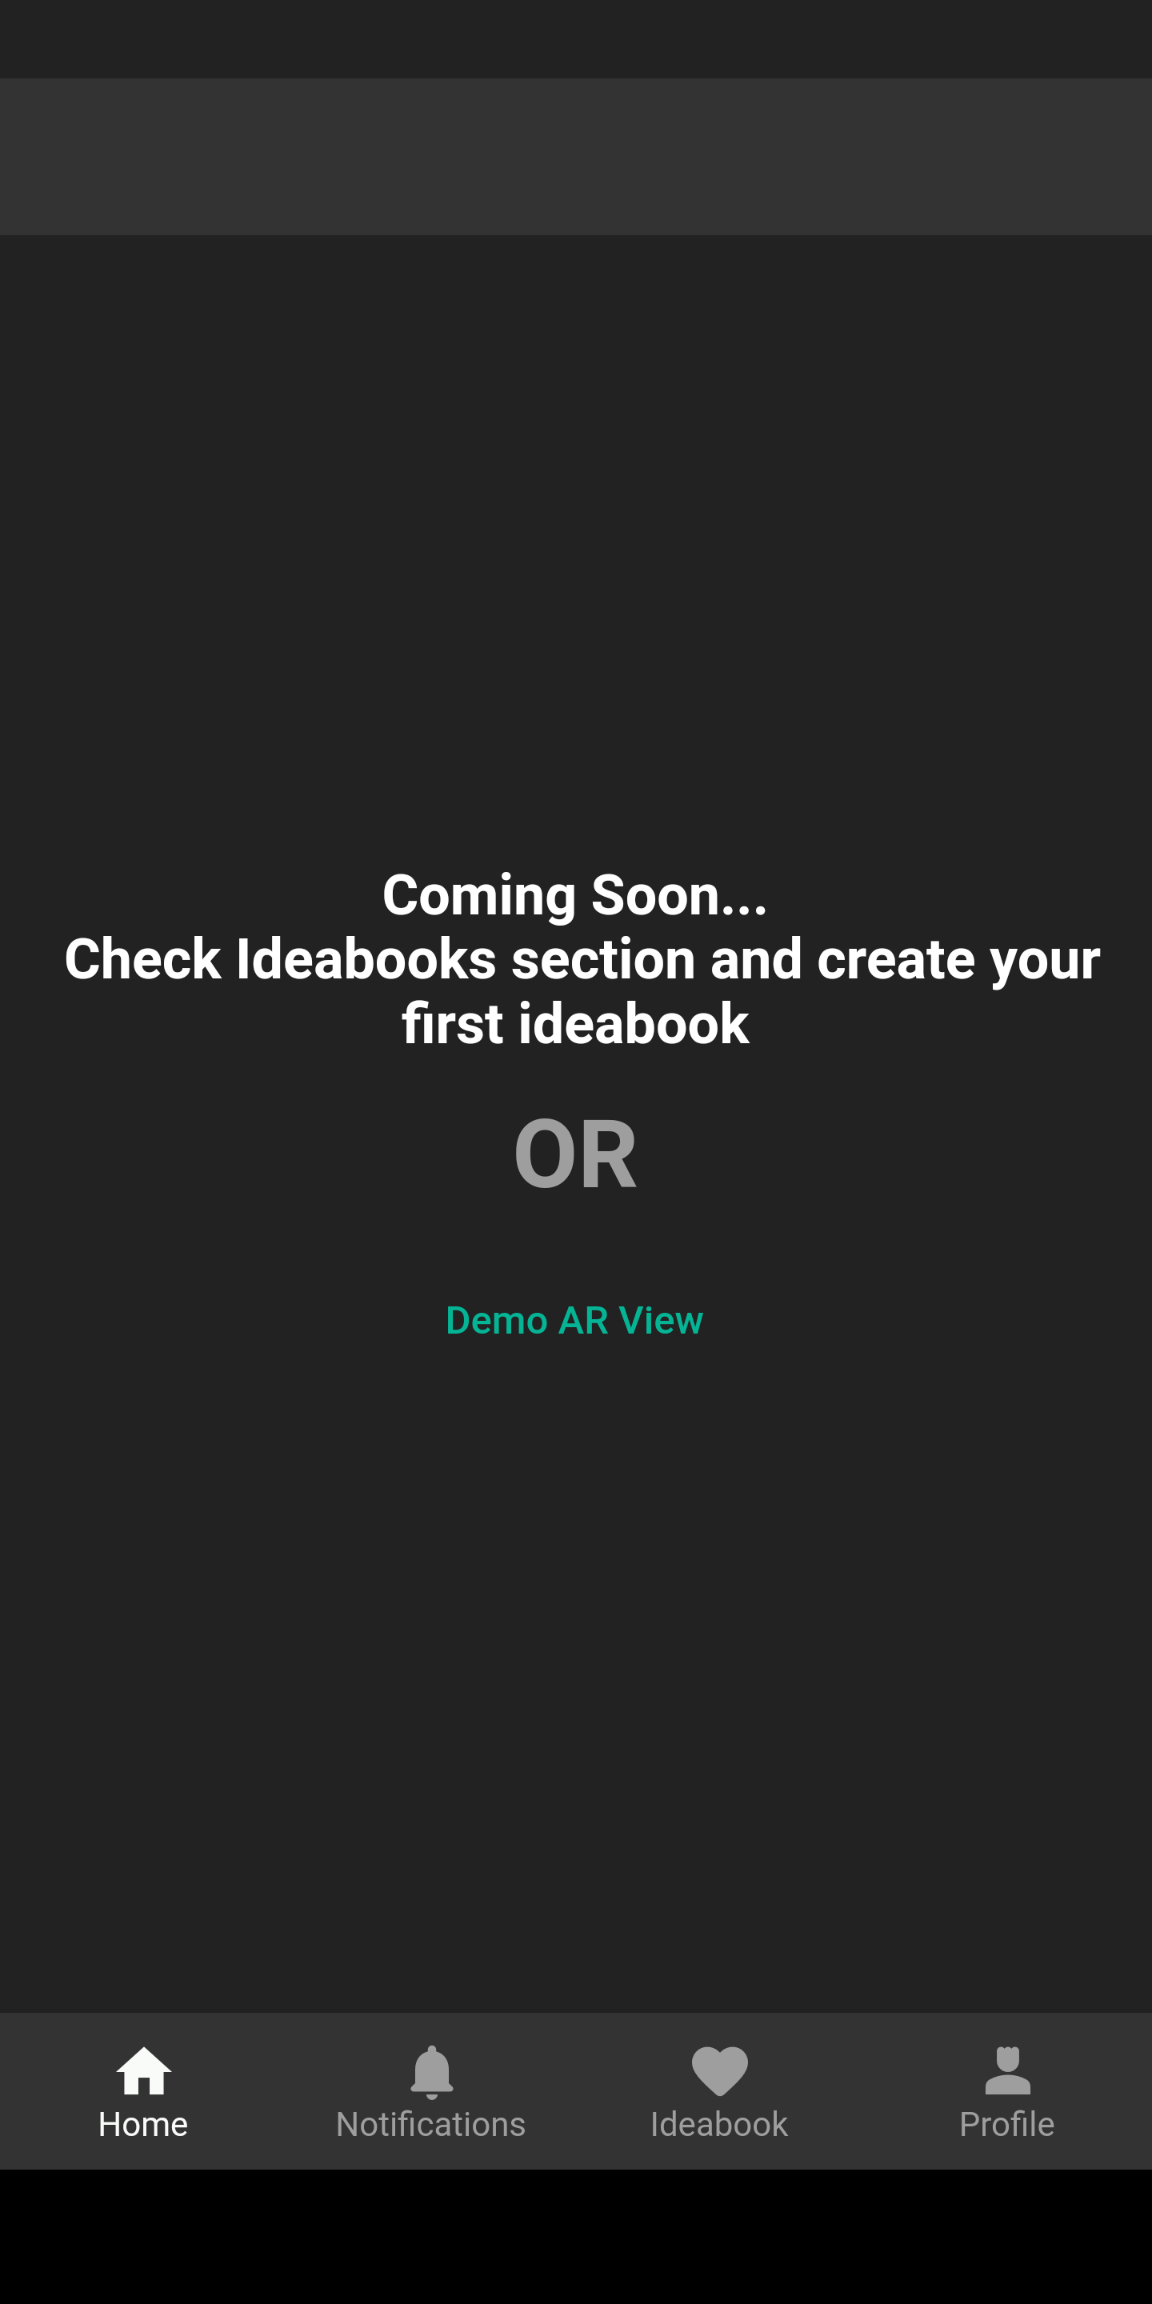 Coming Soon...
Check Ideabooks section and create your
first ideabook
OR
Demo AR View
Home
Notifications
Ideabook
Profile